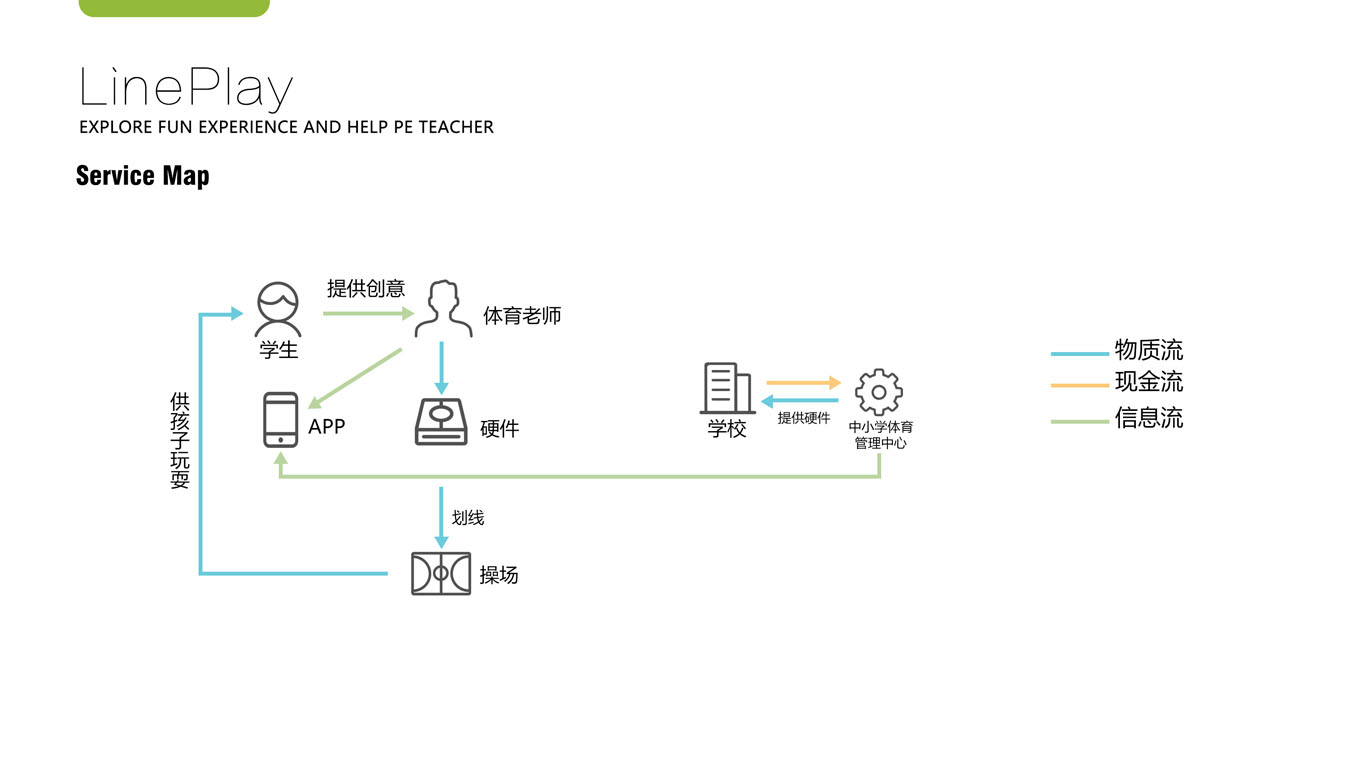 LinePlay
EXPLORE FUN EXPERIENCE AND HELP PE TEACHER
Service Map
提供创意
体育老师
学生
供孩子玩耍
APP
硬件
划线
操场
学校
提供硬件
中小学体育
管理中心
物质流
现金流
信息流